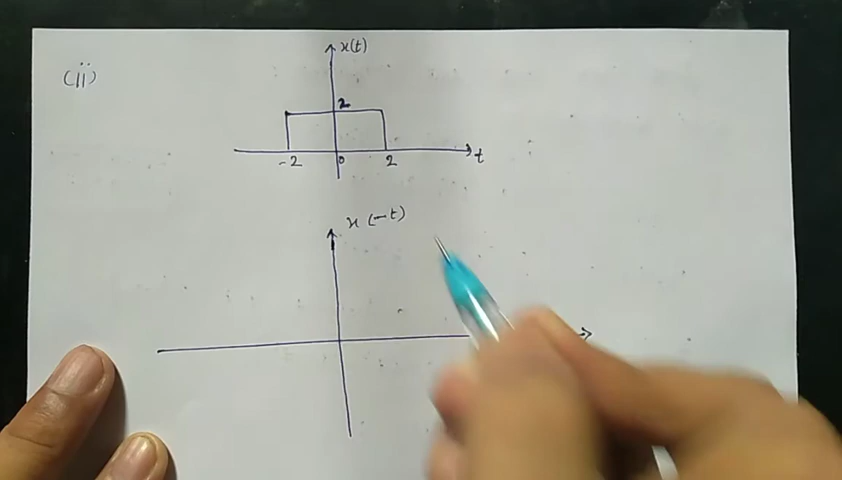 (ii)
x(t)
2
-2 0 2 t
x(-t)